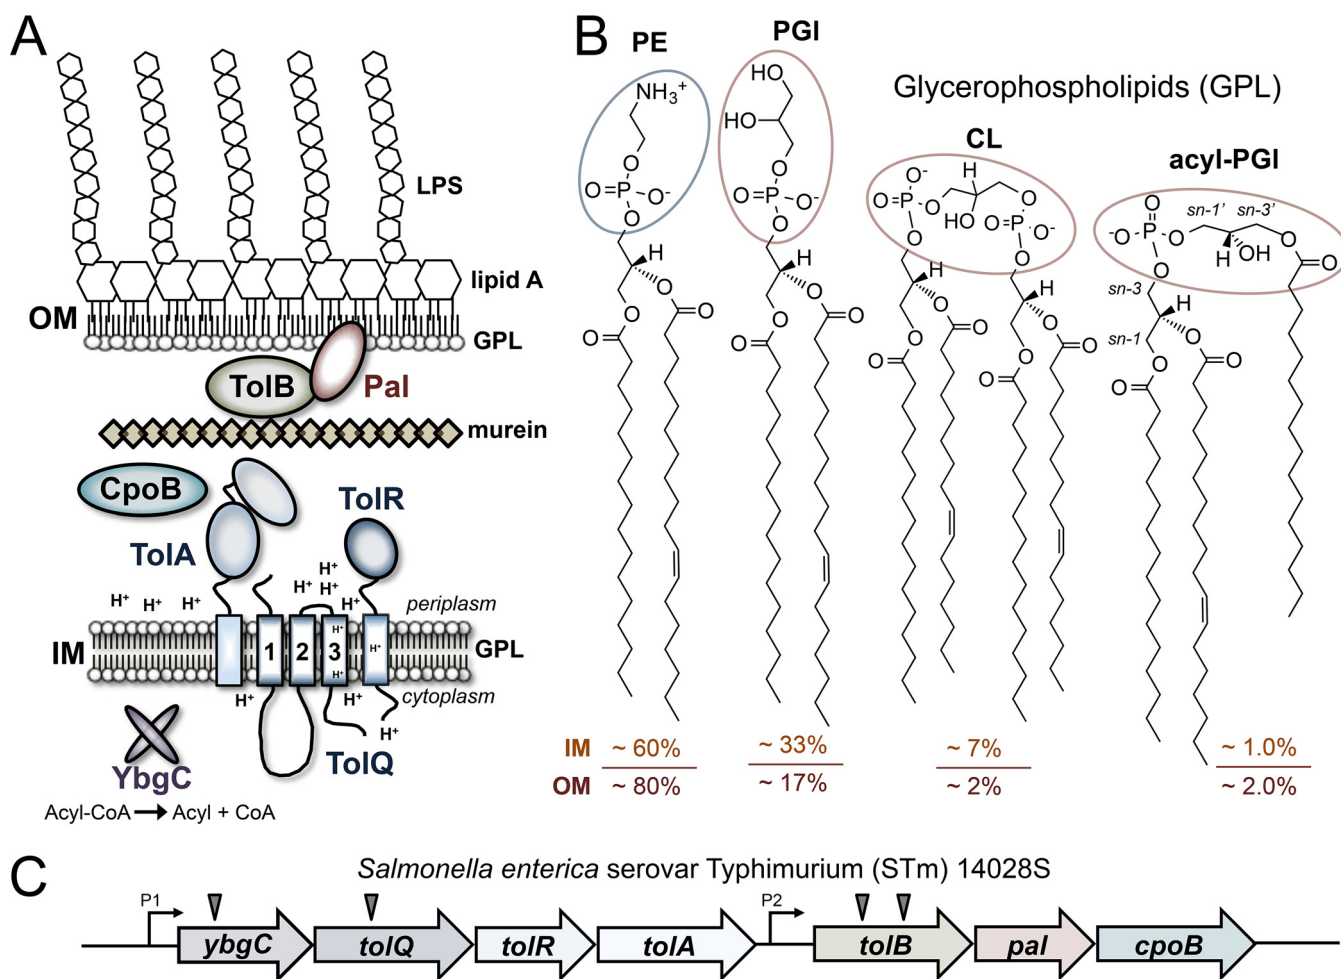 A
LPS
lipid A
OM
GPL
TolB
Pal
murein
CpoB
TolR
TolA
H⁺
H⁺ H⁺ H⁺ H⁺ H⁺ H⁺
periplasm
H⁺
IM
1 2 3
H⁺
GPL
H⁺
H⁺ H⁺
cytoplasm
H⁺
YbgC
TolQ
Acyl-CoA → Acyl + CoA
B
PE
PGI
Glycerophospholipids (GPL)
CL
acyl-PGI
NH₃⁺
O
O=P-O⁻
O
H
O
O
O
O
HO
HO
O
O=P-O⁻
O
H
O
O
O
O
O⁻
O=P
O
H
HO
O
O=P-O⁻
O
O
H
O
O
O
O
H
O
O
O
O
O
⁻O-P
O
O
sn-1’ sn-3’
H
OH
O
O
sn-3
H
sn-1
O
O
O
O
IM ~ 60% ~ 33% ~ 7% ~ 1.0%
OM ~ 80% ~ 17% ~ 2% ~ 2.0%
C
Salmonella enterica serovar Typhimurium (STm) 14028S
P1 P2
ybgC tolQ tolR tolA tolB pal cpoB